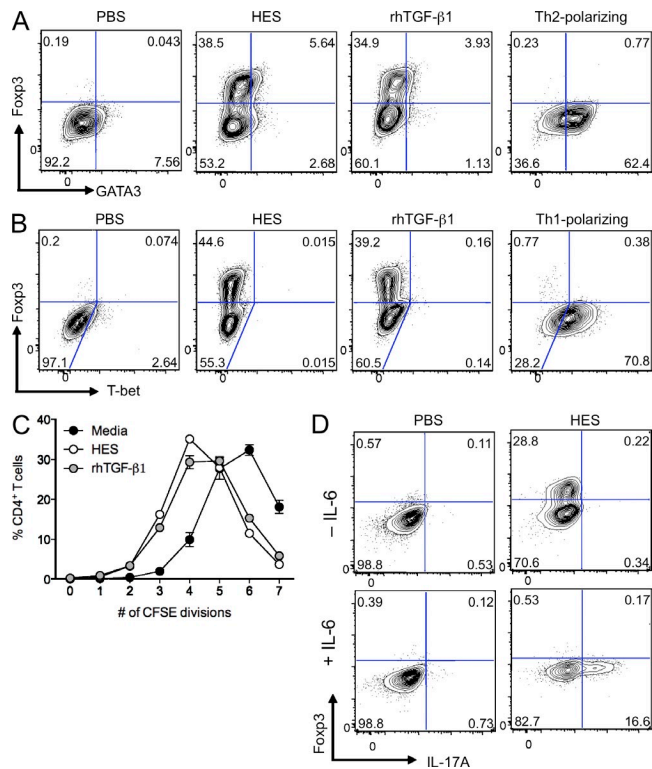 A
PBS
HES
rhTGF-β1
Th2-polarizing
0.19 0.043
92.2 7.56
38.5 5.64
53.2 2.68
34.9 3.93
60.1 1.13
0.23 0.77
36.6 62.4
Foxp3
0
0 0 0 0
GATA3
B
PBS
HES
rhTGF-β1
Th1-polarizing
0.2 0.074
97.1 2.64
44.6 0.015
55.3 0.015
39.2 0.16
60.5 0.14
0.77 0.38
28.2 70.8
Foxp3
0
0 0 0 0
T-bet
C
Media
HES
rhTGF-β1
% CD4+ T cells
40
30
20
10
0
0 1 2 3 4 5 6 7
# of CFSE divisions
D
PBS
HES
– IL-6
0.57 0.11
98.8 0.53
28.8 0.22
70.6 0.34
0
0 0
+ IL-6
0.39 0.12
98.8 0.73
0.53 0.17
82.7 16.6
0
0 0
Foxp3
IL-17A